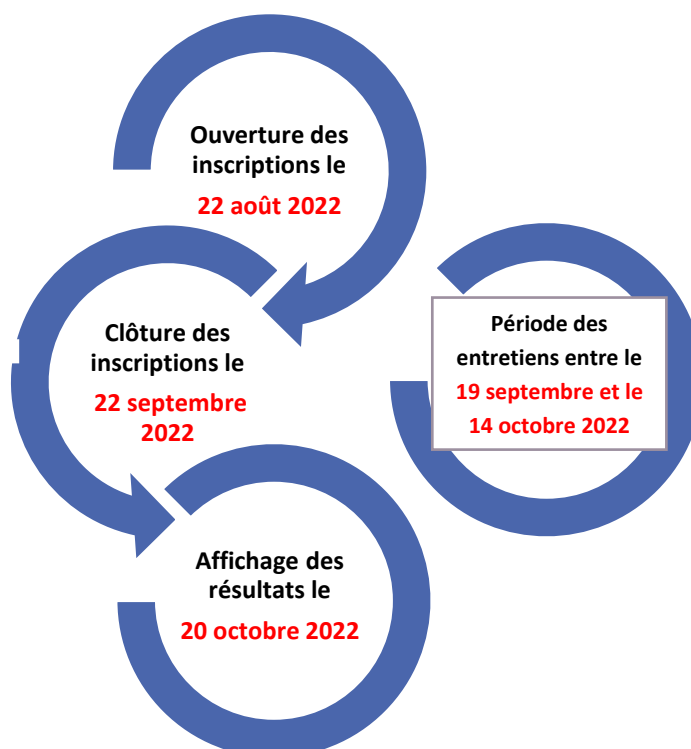 Ouverture des
inscriptions le
22 août 2022
Clôture des
inscriptions le
22 septembre
2022
Période des
entretiens entre le
19 septembre et le
14 octobre 2022
Affichage des
résultats le
20 octobre 2022